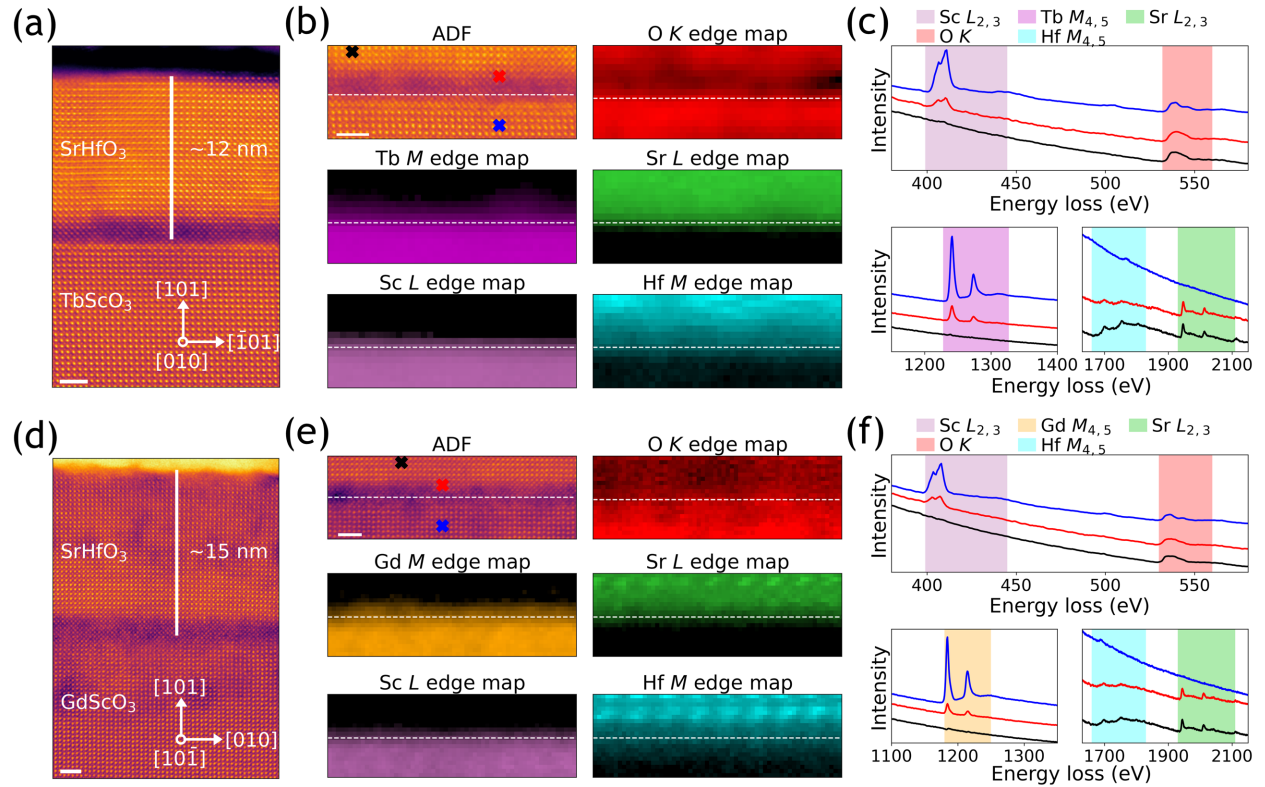 (a)
SrHfO₃
~12 nm
TbScO₃
[101]
[1̄01]
[010]
(b)
ADF
O K edge map
Tb M edge map
Sr L edge map
Sc L edge map
Hf M edge map
(c)
Sc L₂,₃
Tb M₄,₅
Sr L₂,₃
O K
Hf M₄,₅
Intensity
400
450
500
550
Energy loss (eV)
Intensity
1200
1300
1400
Energy loss (eV)
1700
1900
2100
Energy loss (eV)
(d)
SrHfO₃
~15 nm
GdScO₃
[101]
[010]
[101̄]
(e)
ADF
O K edge map
Gd M edge map
Sr L edge map
Sc L edge map
Hf M edge map
(f)
Sc L₂,₃
Gd M₄,₅
Sr L₂,₃
O K
Hf M₄,₅
Intensity
400
450
500
550
Energy loss (eV)
Intensity
1100
1200
1300
Energy loss (eV)
1700
1900
2100
Energy loss (eV)